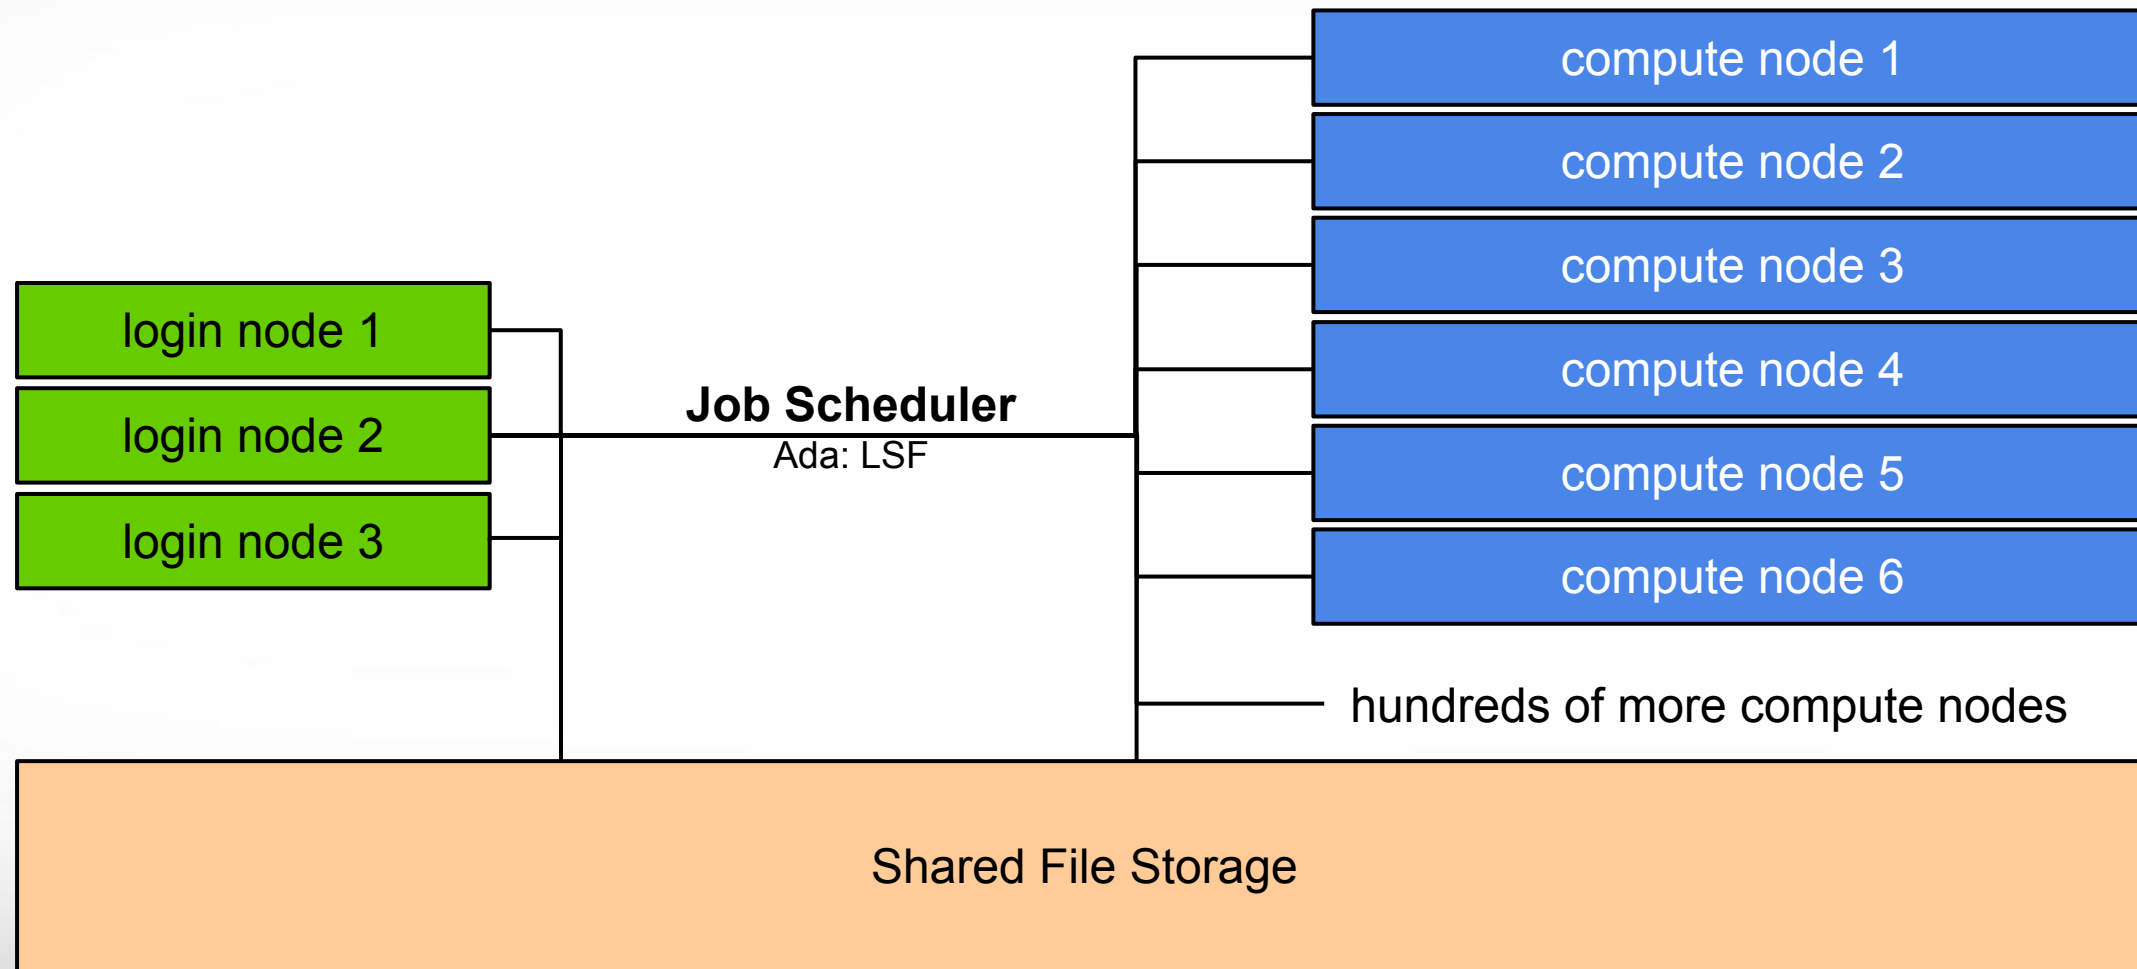 login node 1
login node 2
login node 3
Job Scheduler
Ada: LSF
compute node 1
compute node 2
compute node 3
compute node 4
compute node 5
compute node 6
hundreds of more compute nodes
Shared File Storage